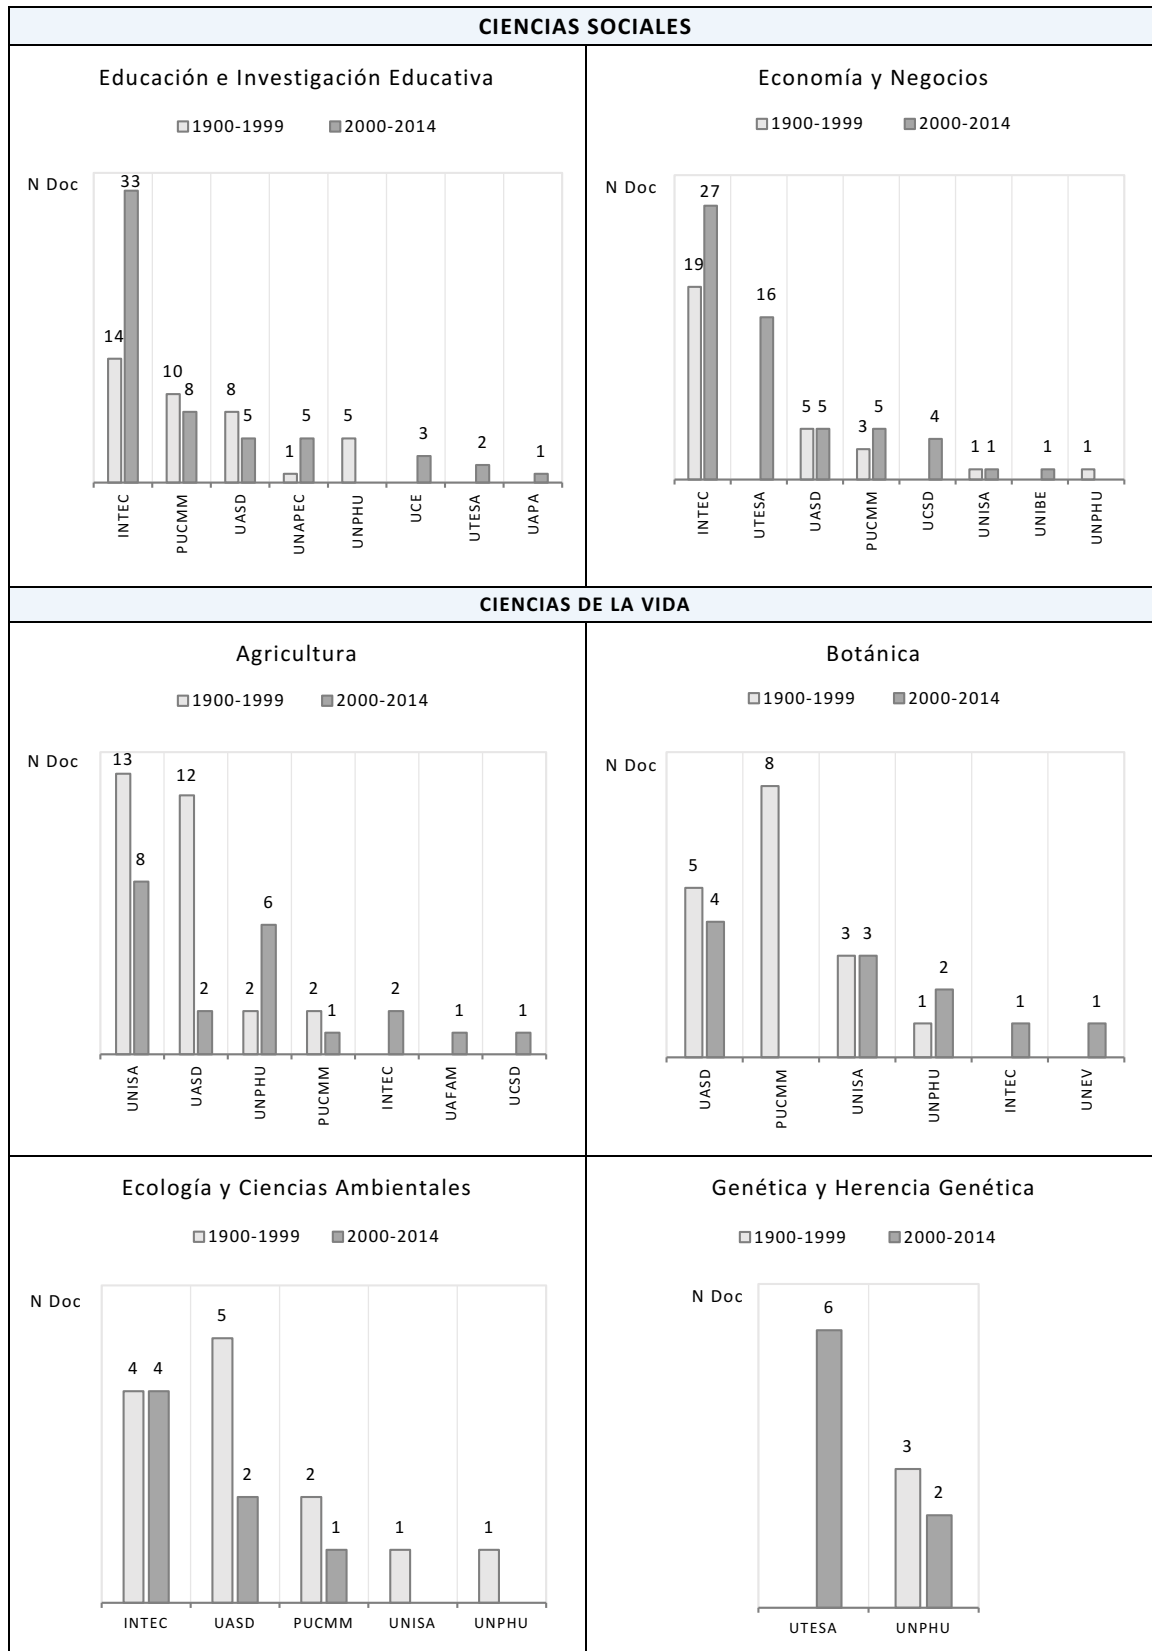 CIENCIAS SOCIALES
Educación e Investigación Educativa
1900-1999 2000-2014
N Doc
33
14
10
8
8
5
1
5
5
3
2
1
INTEC
PUCMM
UASD
UNAPEC
UNPHU
UCE
UTESA
UAPA
Economía y Negocios
1900-1999 2000-2014
N Doc
19
27
16
5
5
3
5
4
1
1
1
1
INTEC
UTESA
UASD
PUCMM
UCSD
UNISA
UNIBE
UNPHU
CIENCIAS DE LA VIDA
Agricultura
1900-1999 2000-2014
N Doc
13
8
12
2
2
6
2
1
2
1
1
UNISA
UASD
UNPHU
PUCMM
INTEC
UAFAM
UCSD
Botánica
1900-1999 2000-2014
N Doc
5
4
8
3
3
1
2
1
1
UASD
PUCMM
UNISA
UNPHU
INTEC
UNEV
Ecología y Ciencias Ambientales
1900-1999 2000-2014
N Doc
4
4
5
2
2
1
1
1
INTEC UASD PUCMM UNISA UNPHU
Genética y Herencia Genética
1900-1999 2000-2014
N Doc
6
3
2
UTESA UNPHU